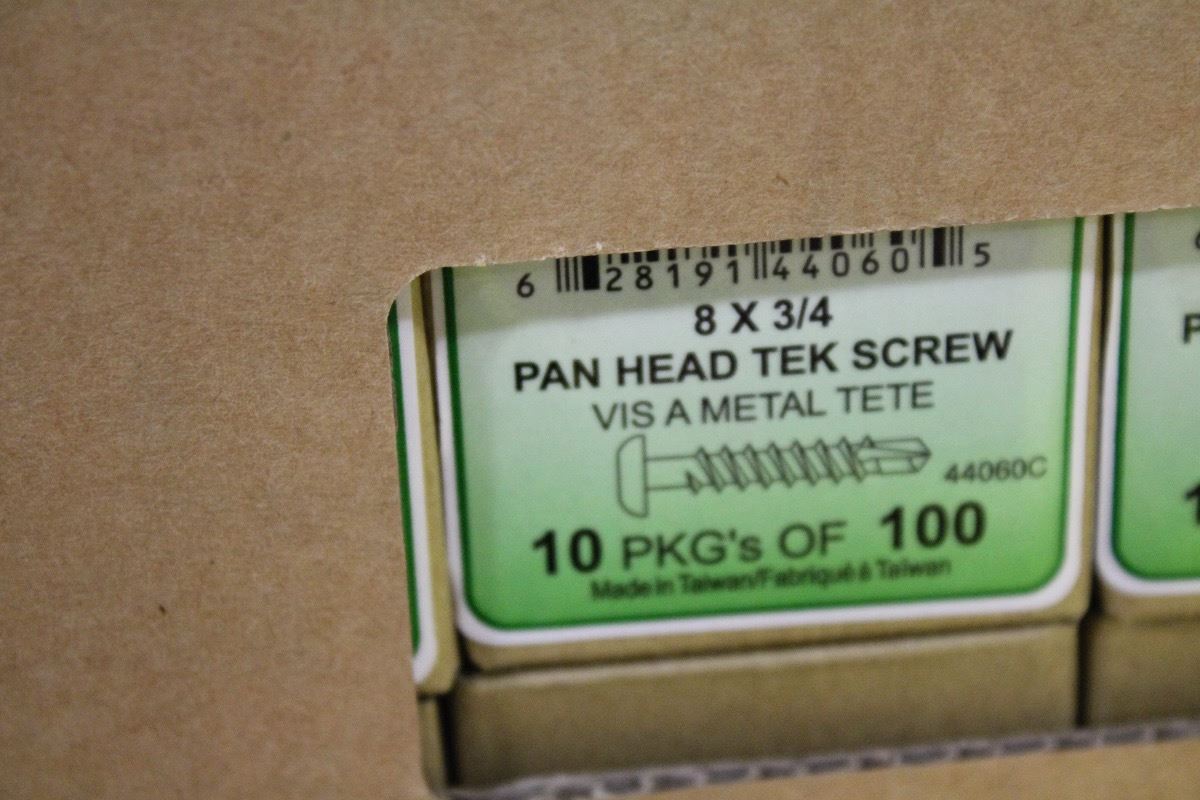 6 28191 44060 5
8 X 3/4
PAN HEAD TEK SCREW
VIS A METAL TETE
44060C
10 PKG's OF 100
Made in Taiwan/Fabriqué à Taiwan